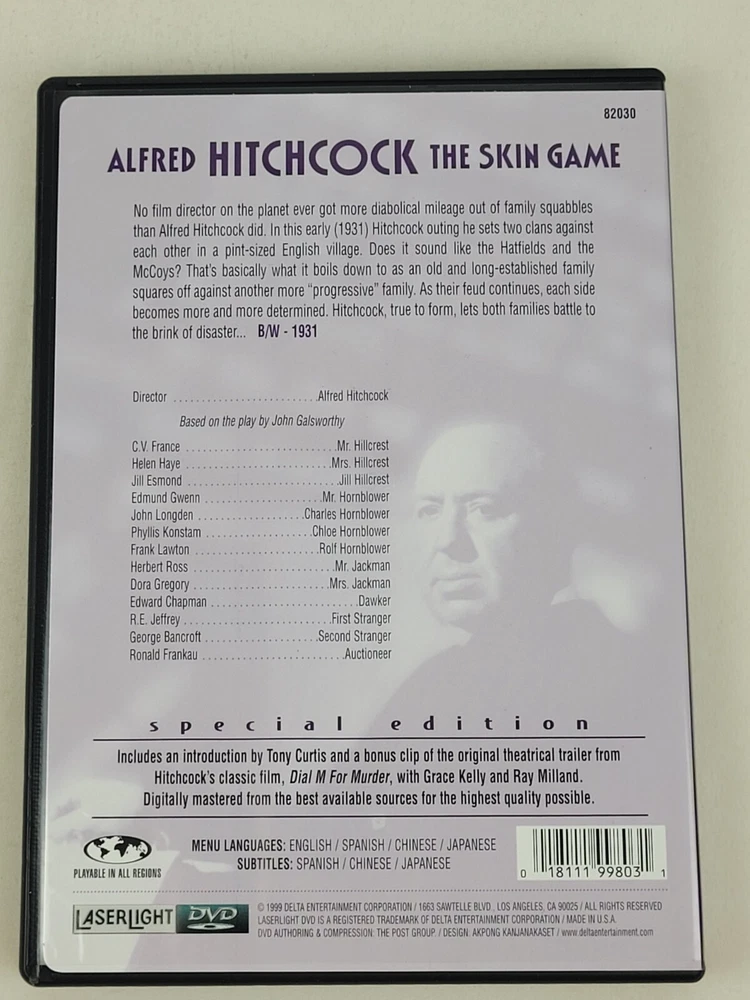 82030
ALFRED HITCHCOCK THE SKIN GAME
No film director on the planet ever got more diabolical mileage out of family squabbles
than Alfred Hitchcock did. In this early (1931) Hitchcock outing he sets two clans against
each other in a pint-sized English village. Does it sound like the Hatfields and the
McCoys? That's basically what it boils down to as an old and long-established family
squares off against another more “progressive” family. As their feud continues, each side
becomes more and more determined. Hitchcock, true to form, lets both families battle to
the brink of disaster... B/W - 1931
Director ........................Alfred Hitchcock
Based on the play by John Galsworthy
C.V. France ..........................Mr. Hillcrest
Helen Haye ........................Mrs. Hillcrest
Jill Esmond ..........................Jill Hillcrest
Edmund Gwenn ....................Mr. Hornblower
John Longden ..................Charles Hornblower
Phyllis Konstam ..................Chloe Hornblower
Frank Lawton ......................Rolf Hornblower
Herbert Ross ........................Mr. Jackman
Dora Gregory ........................Mrs. Jackman
Edward Chapman ..........................Dawker
R.E. Jeffrey ..........................First Stranger
George Bancroft ...................Second Stranger
Ronald Frankau ........................Auctioneer
special edition
Includes an introduction by Tony Curtis and a bonus clip of the original theatrical trailer from
Hitchcock's classic film, Dial M For Murder, with Grace Kelly and Ray Milland.
Digitally mastered from the best available sources for the highest quality possible.
PLAYABLE IN ALL REGIONS
MENU LANGUAGES: ENGLISH / SPANISH / CHINESE / JAPANESE
SUBTITLES: SPANISH / CHINESE / JAPANESE
0 18111 99803 1
LASERLIGHT DVD
© 1999 DELTA ENTERTAINMENT CORPORATION / 1663 SAWTELLE BLVD., LOS ANGELES, CA 90025 / ALL RIGHTS RESERVED
LASERLIGHT DVD IS A REGISTERED TRADEMARK OF DELTA ENTERTAINMENT CORPORATION / MADE IN U.S.A.
DVD AUTHORING & COMPRESSION: THE POST GROUP. / DESIGN: AKPONG KANJANAKASET / www.deltaentertainment.com